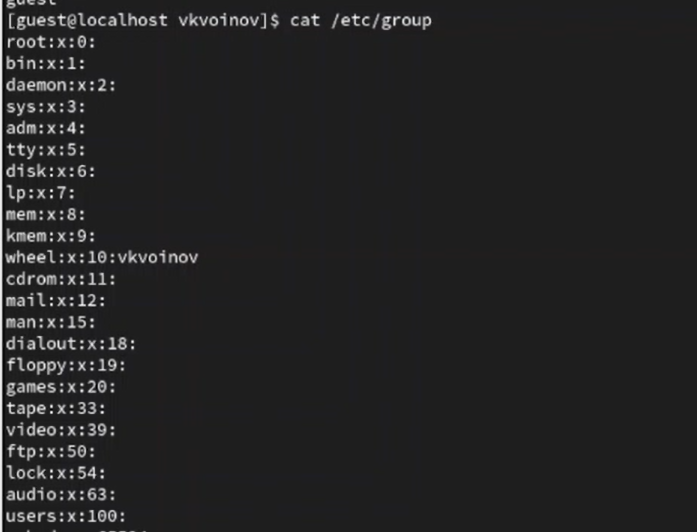 guest
[guest@localhost vkvoinov]$ cat /etc/group
root:x:0:
bin:x:1:
daemon:x:2:
sys:x:3:
adm:x:4:
tty:x:5:
disk:x:6:
lp:x:7:
mem:x:8:
kmem:x:9:
wheel:x:10:vkvoinov
cdrom:x:11:
mail:x:12:
man:x:15:
dialout:x:18:
floppy:x:19:
games:x:20:
tape:x:33:
video:x:39:
ftp:x:50:
lock:x:54:
audio:x:63:
users:x:100: